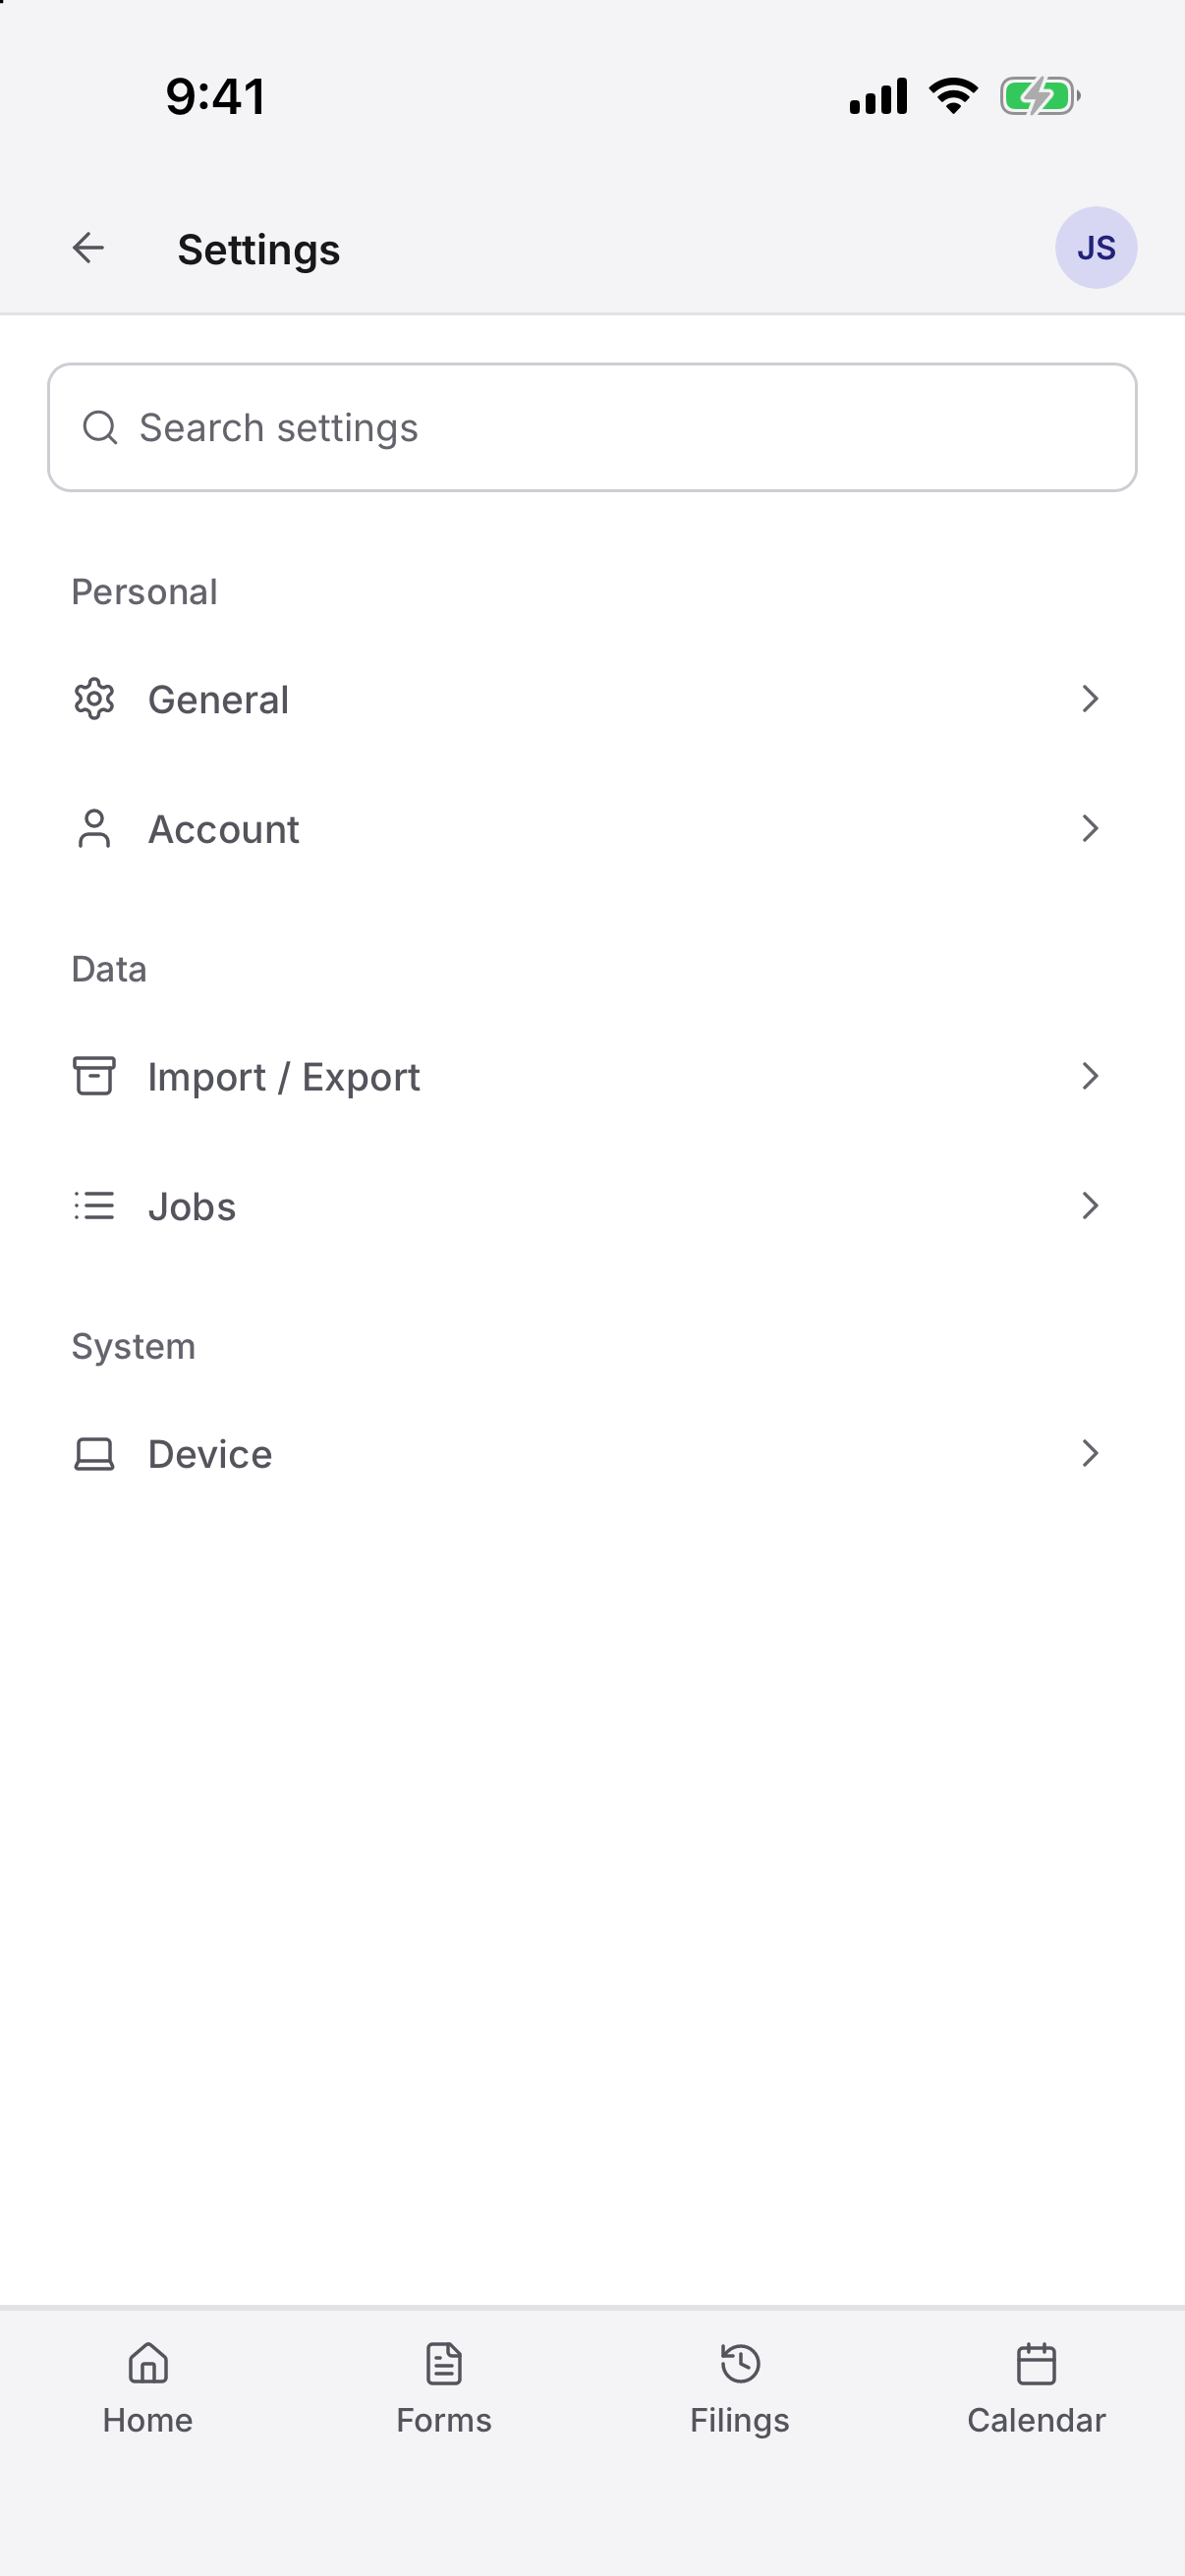 9:41
Settings
JS
Search settings
Personal
General
Account
Data
Import / Export
Jobs
System
Device
Home
Forms
Filings
Calendar